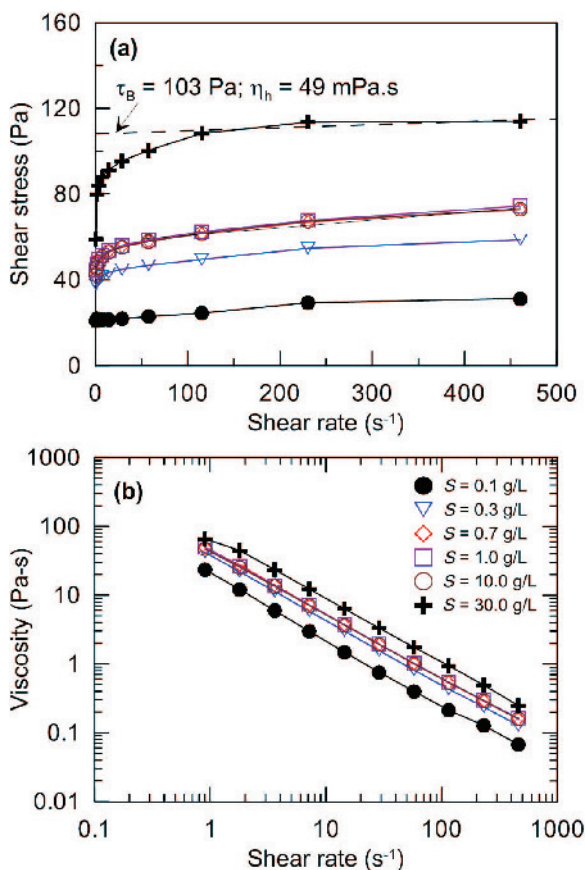 160
(a)
τB = 103 Pa; ηh = 49 mPa.s
120
80
40
0
Shear stress (Pa)
0 100 200 300 400 500
Shear rate (s⁻¹)
1000
(b)
100
10
1
0.1
0.01
Viscosity (Pa-s)
S = 0.1 g/L
S = 0.3 g/L
S = 0.7 g/L
S = 1.0 g/L
S = 10.0 g/L
S = 30.0 g/L
0.1 1 10 100 1000
Shear rate (s⁻¹)